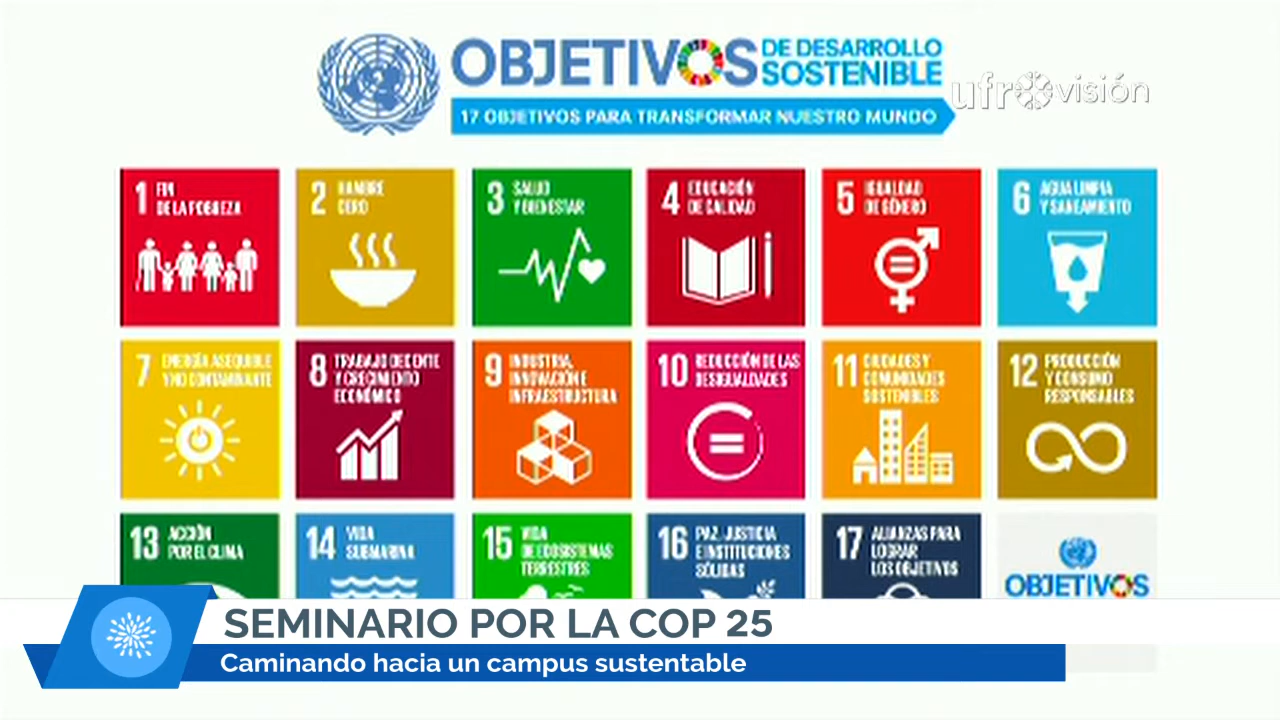 OBJETIVOS
DE DESARROLLO
SOSTENIBLE
ufro visión
17 OBJETIVOS PARA TRANSFORMAR NUESTRO MUNDO
1 FIN
DE LA POBREZA
2 HAMBRE
CERO
3 SALUD
Y BIENESTAR
4 EDUCACIÓN
DE CALIDAD
5 IGUALDAD
DE GÉNERO
6 AGUA LIMPIA
Y SANEAMIENTO
7 ENERGÍA ASEQUIBLE
Y NO CONTAMINANTE
8 TRABAJO DECENTE
Y CRECIMIENTO
ECONÓMICO
9 INDUSTRIA,
INNOVACIÓN E
INFRAESTRUCTURA
10 REDUCCIÓN DE LAS
DESIGUALDADES
11 CIUDADES Y
COMUNIDADES
SOSTENIBLES
12 PRODUCCIÓN
Y CONSUMO
RESPONSABLES
13 ACCIÓN
POR EL CLIMA
14 VIDA
SUBMARINA
15 VIDA
DE ECOSISTEMAS
TERRESTRES
16 PAZ, JUSTICIA
E INSTITUCIONES
SÓLIDAS
17 ALIANZAS PARA
LOGRAR
LOS OBJETIVOS
OBJETIVOS
SEMINARIO POR LA COP 25
Caminando hacia un campus sustentable